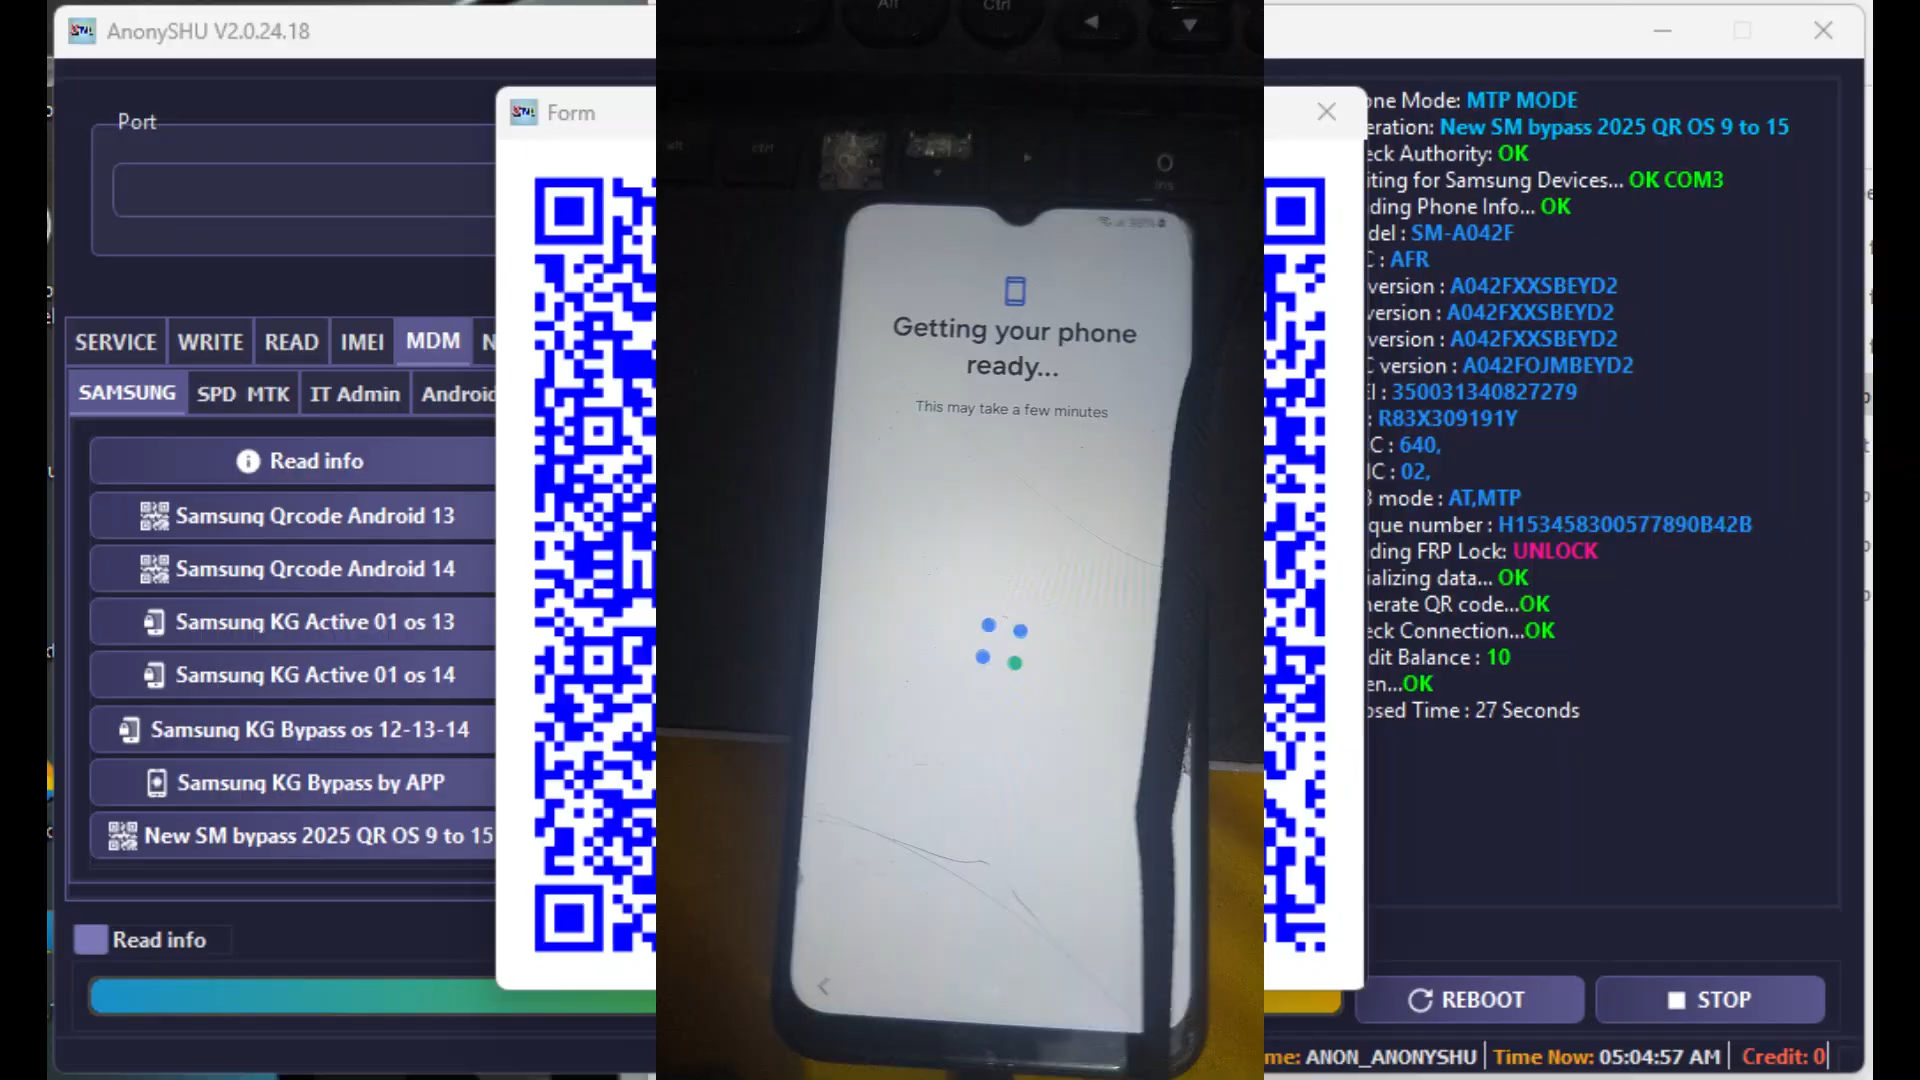 AnonySHU V2.0.24.18
Port
Form
SERVICE
WRITE
READ
IMEI
MDM
N
SAMSUNG
SPD MTK
IT Admin
Android
Read info
Samsung Qrcode Android 13
Samsung Qrcode Android 14
Samsung KG Active 01 os 13
Samsung KG Active 01 os 14
Samsung KG Bypass os 12-13-14
Samsung KG Bypass by APP
New SM bypass 2025 QR OS 9 to 15
Read info
Alt
Ctrl
alt
ctrl
Ins
Getting your phone
ready...
This may take a few minutes
one Mode: MTP MODE
eration: New SM bypass 2025 QR OS 9 to 15
eck Authority: OK
iting for Samsung Devices... OK COM3
ding Phone Info... OK
del : SM-A042F
C : AFR
version : A042FXXSBEYD2
version : A042FXXSBEYD2
version : A042FXXSBEYD2
C version : A042FOJMBEYD2
EI : 350031340827279
: R83X309191Y
C : 640,
IC : 02,
B mode : AT,MTP
que number : H153458300577890B42B
ding FRP Lock: UNLOCK
ializing data... OK
nerate QR code...OK
eck Connection...OK
dit Balance : 10
en...OK
psed Time : 27 Seconds
REBOOT
STOP
me: ANON_ANONYSHU
Time Now: 05:04:57 AM
Credit: 0